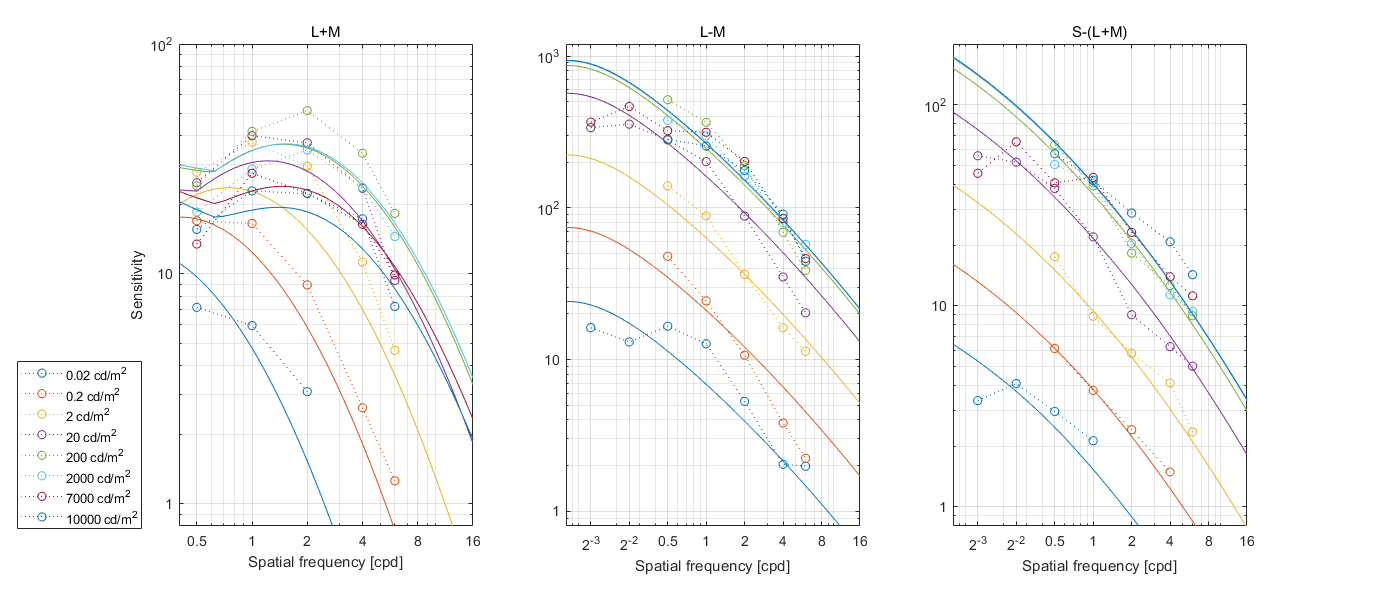 L+M
L-M
S-(L+M)
10²
10
1
Sensitivity
0.5 1 2 4 8 16
Spatial frequency [cpd]
10³
10²
10
1
2⁻³ 2⁻² 0.5 1 2 4 8 16
Spatial frequency [cpd]
10²
10
1
2⁻³ 2⁻² 0.5 1 2 4 8 16
Spatial frequency [cpd]
0.02 cd/m²
0.2 cd/m²
2 cd/m²
20 cd/m²
200 cd/m²
2000 cd/m²
7000 cd/m²
10000 cd/m²